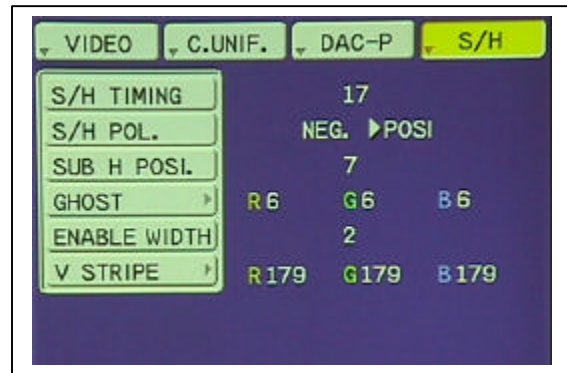 VIDEO C.UNIF. DAC-P S/H
S/H TIMING 17
S/H POL. NEG. ▶POSI
SUB H POSI. 7
GHOST R6 G6 B6
ENABLE WIDTH 2
V STRIPE R179 G179 B179